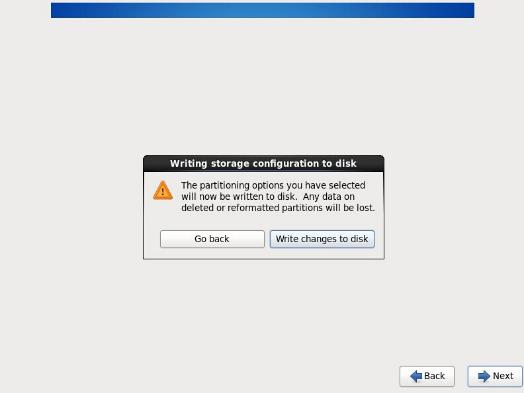 Writing storage configuration to disk
The partitioning options you have selected
will now be written to disk.  Any data on
deleted or reformatted partitions will be lost.
Go back
Write changes to disk
Back
Next